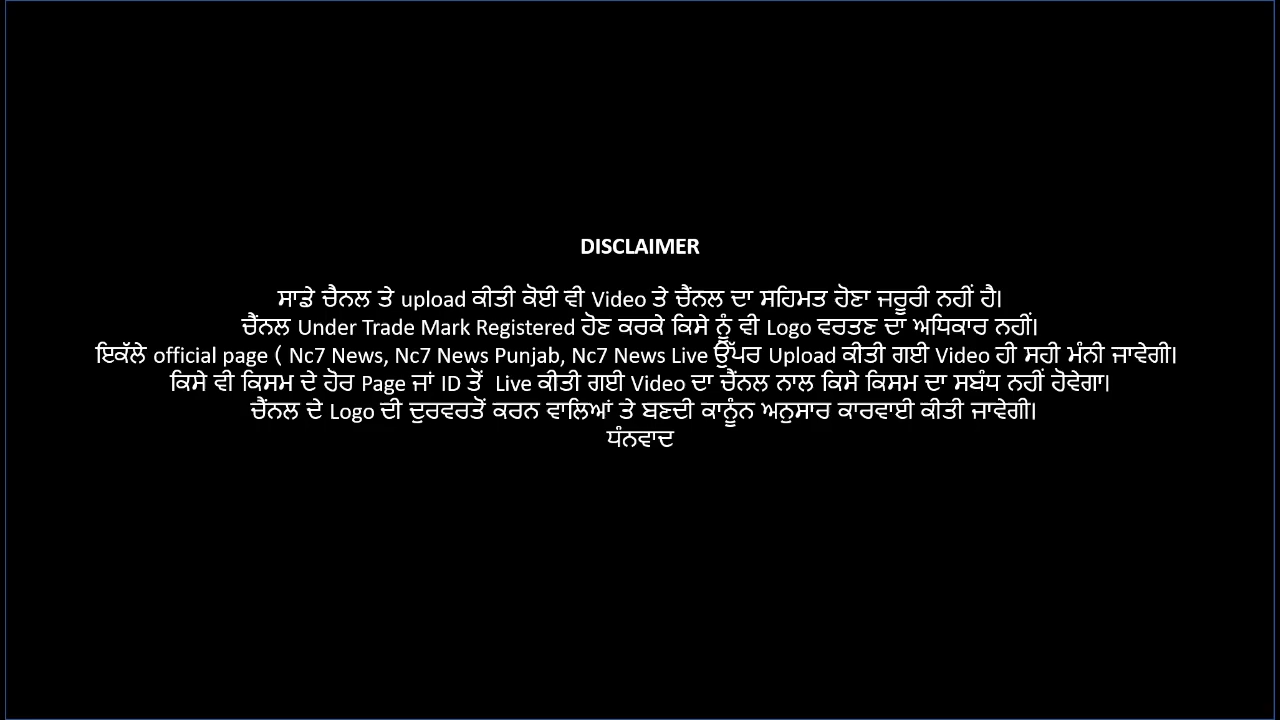 DISCLAIMER
ਸਾਡੇ ਚੈਨਲ ਤੇ upload ਕੀਤੀ ਕੋਈ ਵੀ Video ਤੇ ਚੈਂਨਲ ਦਾ ਸਹਿਮਤ ਹੋਣਾ ਜਰੂਰੀ ਨਹੀਂ ਹੈ।
ਚੈਂਨਲ Under Trade Mark Registered ਹੋਣ ਕਰਕੇ ਕਿਸੇ ਨੂੰ ਵੀ Logo ਵਰਤਣ ਦਾ ਅਧਿਕਾਰ ਨਹੀਂ।
ਇਕੱਲੇ official page ( Nc7 News, Nc7 News Punjab, Nc7 News Live ਉੱਪਰ Upload ਕੀਤੀ ਗਈ Video ਹੀ ਸਹੀ ਮੰਨੀ ਜਾਵੇਗੀ।
ਕਿਸੇ ਵੀ ਕਿਸਮ ਦੇ ਹੋਰ Page ਜਾਂ ID ਤੋਂ  Live ਕੀਤੀ ਗਈ Video ਦਾ ਚੈਂਨਲ ਨਾਲ ਕਿਸੇ ਕਿਸਮ ਦਾ ਸਬੰਧ ਨਹੀਂ ਹੋਵੇਗਾ।
ਚੈਂਨਲ ਦੇ Logo ਦੀ ਦੁਰਵਰਤੋਂ ਕਰਨ ਵਾਲਿਆਂ ਤੇ ਬਣਦੀ ਕਾਨੂੰਨ ਅਨੁਸਾਰ ਕਾਰਵਾਈ ਕੀਤੀ ਜਾਵੇਗੀ।
ਧੰਨਵਾਦ